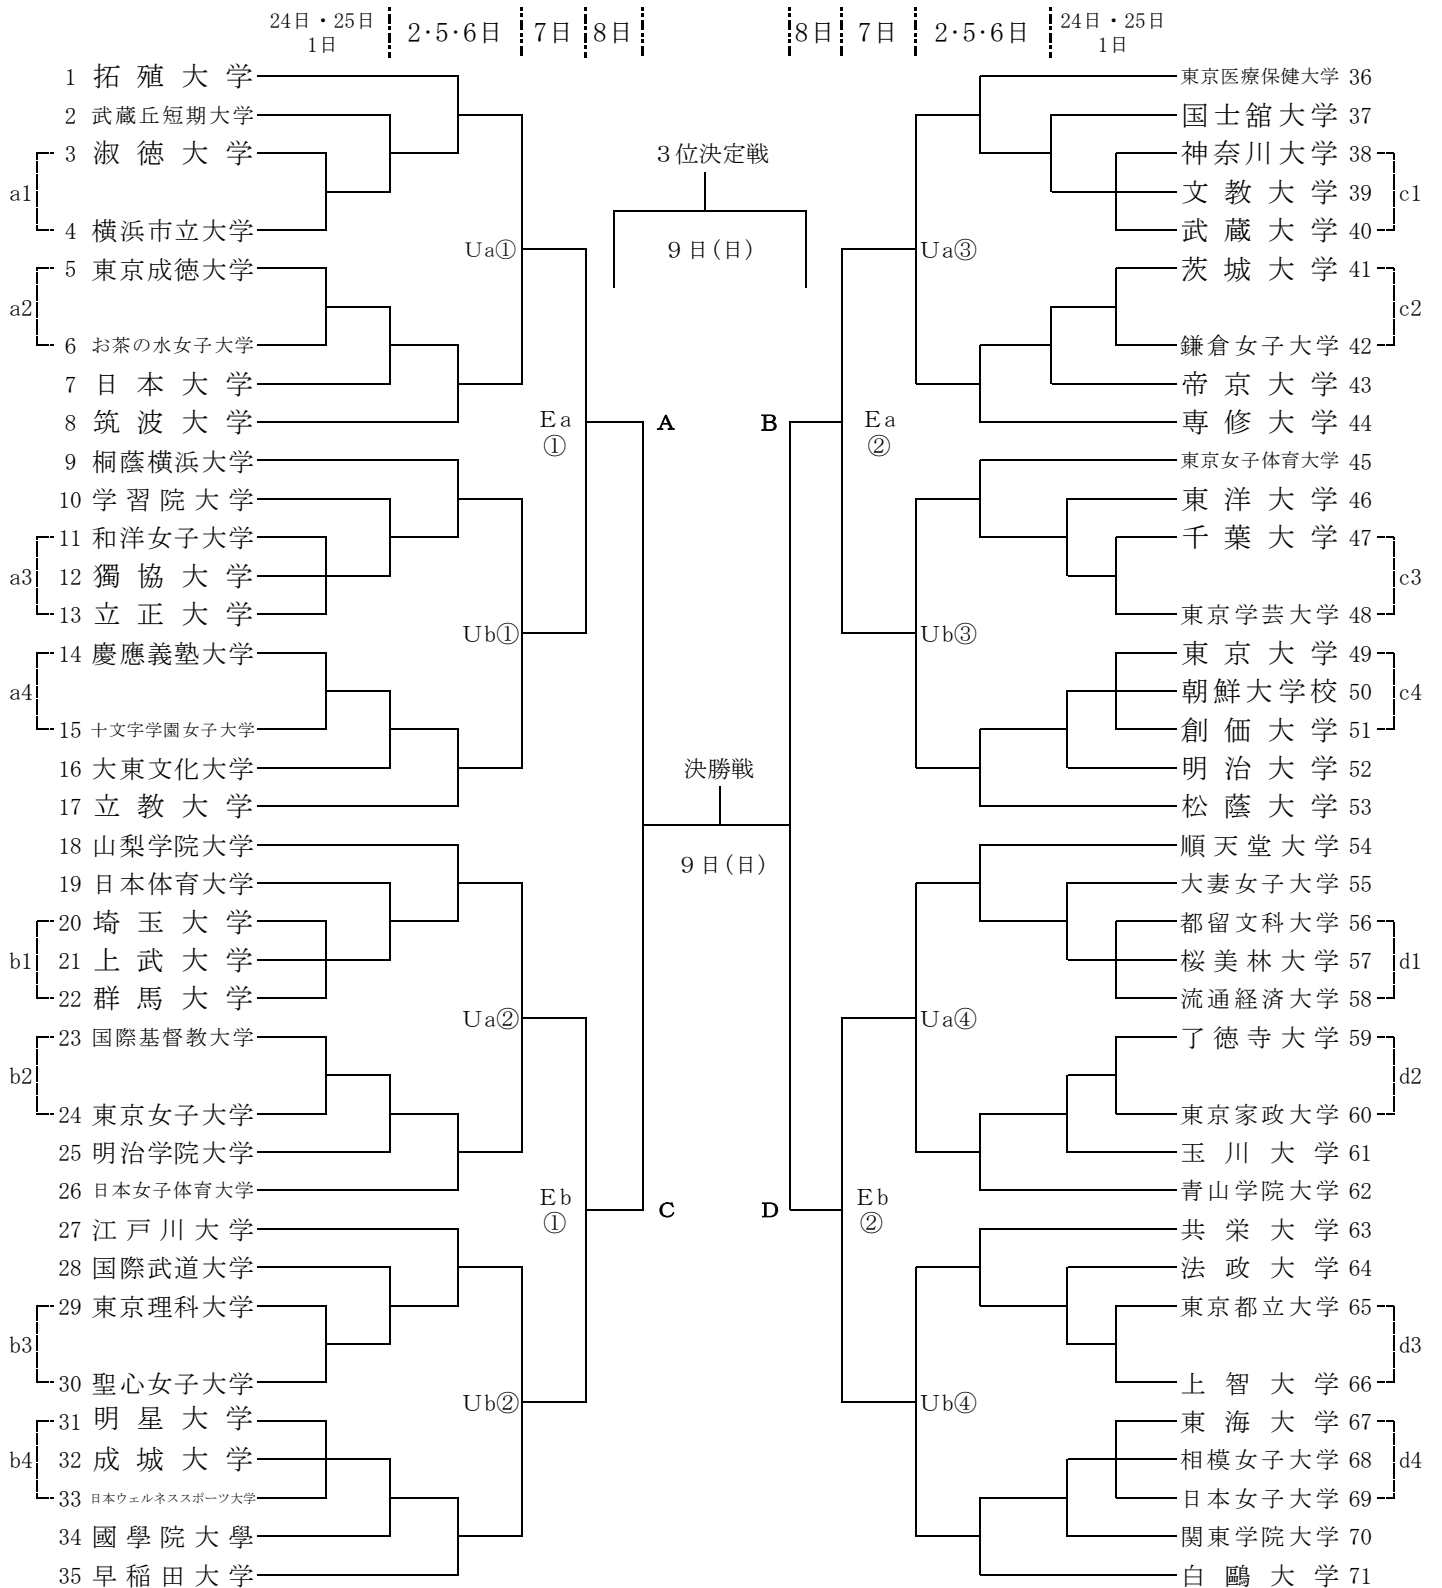 24日・25日
1日
2・5・6日
7日
8日
8日
7日
2・5・6日
24日・25日
1日
1 拓殖大学
2 武蔵丘短期大学
3 淑徳大学
a1
4 横浜市立大学
5 東京成徳大学
a2
6 お茶の水女子大学
7 日本大学
8 筑波大学
9 桐蔭横浜大学
10 学習院大学
11 和洋女子大学
a3
12 獨協大学
13 立正大学
14 慶應義塾大学
a4
15 十文字学園女子大学
16 大東文化大学
17 立教大学
18 山梨学院大学
19 日本体育大学
20 埼玉大学
b1
21 上武大学
22 群馬大学
23 国際基督教大学
b2
24 東京女子大学
25 明治学院大学
26 日本女子体育大学
27 江戸川大学
28 国際武道大学
29 東京理科大学
b3
30 聖心女子大学
31 明星大学
b4
32 成城大学
33 日本ウェルネススポーツ大学
34 國學院大學
35 早稲田大学
Ua①
Ea
①
Ub①
Ua②
Eb
①
Ub②
A
C
3位決定戦
9日(日)
決勝戦
9日(日)
B
D
Ua③
Ea
②
Ub③
Ua④
Eb
②
Ub④
東京医療保健大学 36
国士舘大学 37
神奈川大学 38
文教大学 39
c1
武蔵大学 40
茨城大学 41
c2
鎌倉女子大学 42
帝京大学 43
専修大学 44
東京女子体育大学 45
東洋大学 46
千葉大学 47
c3
東京学芸大学 48
東京大学 49
朝鮮大学校 50
c4
創価大学 51
明治大学 52
松蔭大学 53
順天堂大学 54
大妻女子大学 55
都留文科大学 56
桜美林大学 57
d1
流通経済大学 58
了徳寺大学 59
d2
東京家政大学 60
玉川大学 61
青山学院大学 62
共栄大学 63
法政大学 64
東京都立大学 65
d3
上智大学 66
東海大学 67
相模女子大学 68
d4
日本女子大学 69
関東学院大学 70
白鷗大学 71